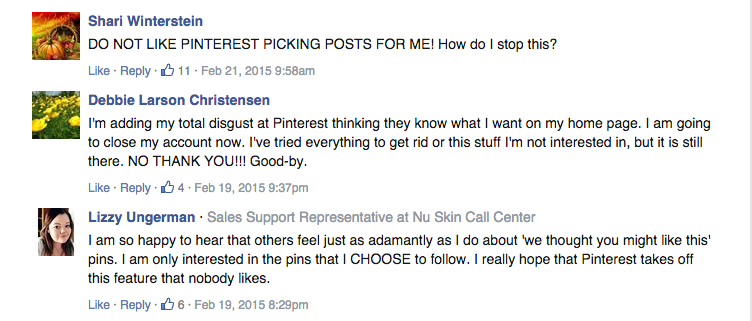 Shari Winterstein
DO NOT LIKE PINTEREST PICKING POSTS FOR ME! How do I stop this?
Like · Reply · 11 · Feb 21, 2015 9:58am
Debbie Larson Christensen
I'm adding my total disgust at Pinterest thinking they know what I want on my home page. I am going
to close my account now. I've tried everything to get rid or this stuff I'm not interested in, but it is still
there. NO THANK YOU!!! Good-by.
Like · Reply · 4 · Feb 19, 2015 9:37pm
Lizzy Ungerman · Sales Support Representative at Nu Skin Call Center
I am so happy to hear that others feel just as adamantly as I do about 'we thought you might like this'
pins. I am only interested in the pins that I CHOOSE to follow. I really hope that Pinterest takes off
this feature that nobody likes.
Like · Reply · 6 · Feb 19, 2015 8:29pm